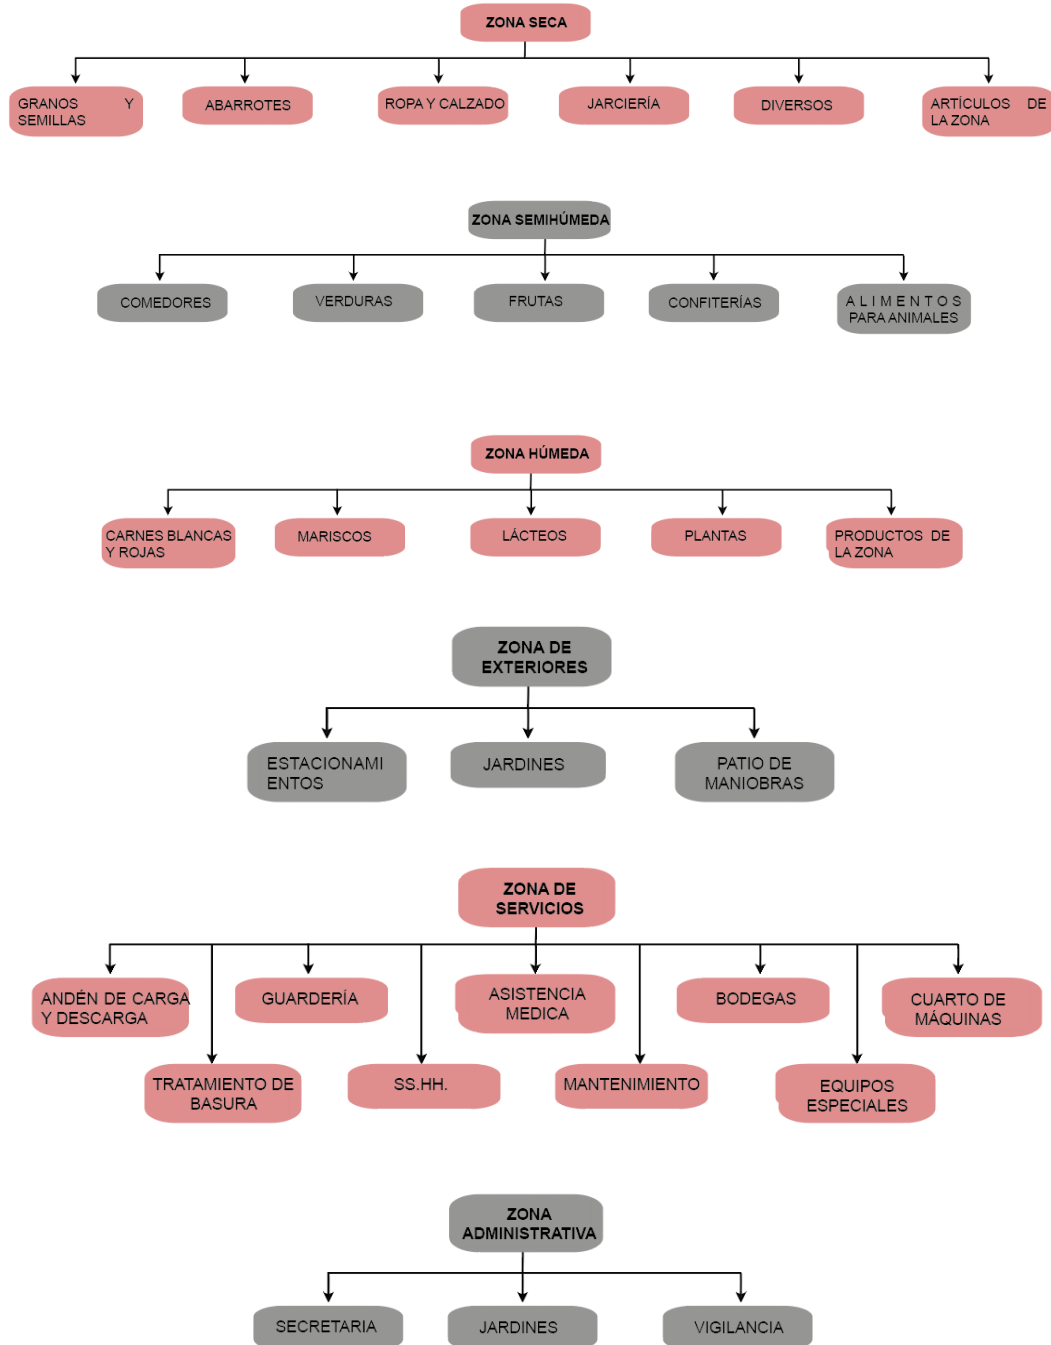 ZONA SECA
GRANOS Y
SEMILLAS
ABARROTES
ROPA Y CALZADO
JARCIERÍA
DIVERSOS
ARTÍCULOS DE
LA ZONA
ZONA SEMIHÚMEDA
COMEDORES
VERDURAS
FRUTAS
CONFITERÍAS
ALIMENTOS
PARA ANIMALES
ZONA HÚMEDA
CARNES BLANCAS
Y ROJAS
MARISCOS
LÁCTEOS
PLANTAS
PRODUCTOS DE
LA ZONA
ZONA DE
EXTERIORES
ESTACIONAMI
ENTOS
JARDINES
PATIO DE
MANIOBRAS
ZONA DE
SERVICIOS
ANDÉN DE CARGA
Y DESCARGA
GUARDERÍA
ASISTENCIA
MEDICA
BODEGAS
CUARTO DE
MÁQUINAS
TRATAMIENTO DE
BASURA
SS.HH.
MANTENIMIENTO
EQUIPOS
ESPECIALES
ZONA
ADMINISTRATIVA
SECRETARIA
JARDINES
VIGILANCIA